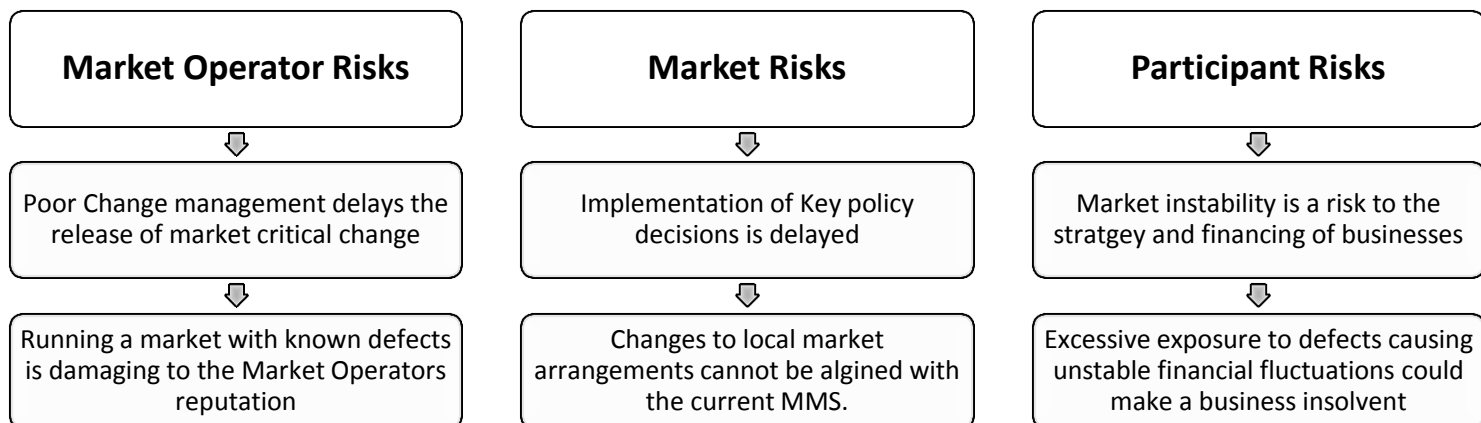 Market Operator Risks
Poor Change management delays the
release of market critical change
Running a market with known defects
is damaging to the Market Operators
reputation
Market Risks
Implementation of Key policy
decisions is delayed
Changes to local market
arrangements cannot be algined with
the current MMS.
Participant Risks
Market instability is a risk to the
stratgey and financing of businesses
Excessive exposure to defects causing
unstable financial fluctuations could
make a business insolvent